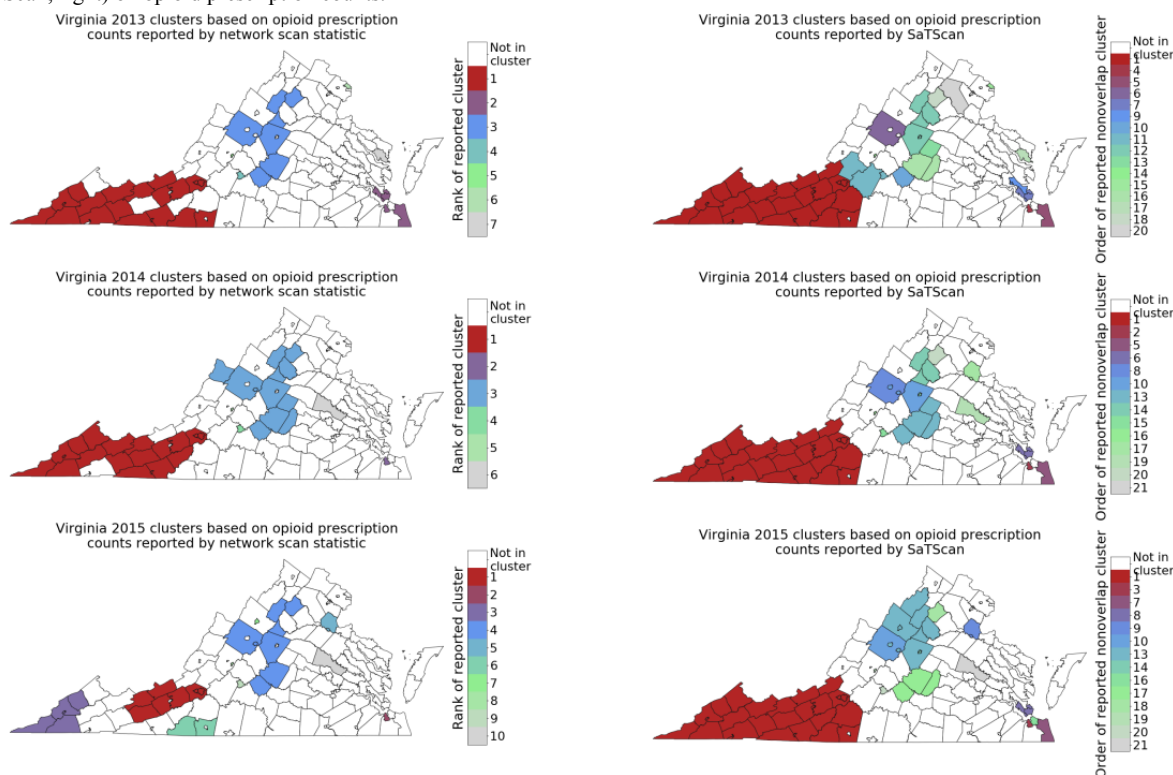 Scan, right) on opioid prescription counts.
Virginia 2013 clusters based on opioid prescription
counts reported by network scan statistic
Not in
cluster
1
2
3
4
5
6
7
Rank of reported cluster
Virginia 2013 clusters based on opioid prescription
counts reported by SaTScan
Not in
cluster
1
4
5
6
7
9
10
11
12
13
14
15
16
17
18
20
Order of reported nonoverlap cluster
Virginia 2014 clusters based on opioid prescription
counts reported by network scan statistic
Not in
cluster
1
2
3
4
5
6
Rank of reported cluster
Virginia 2014 clusters based on opioid prescription
counts reported by SaTScan
Not in
cluster
1
2
5
6
8
10
13
14
15
16
17
19
20
21
Order of reported nonoverlap cluster
Virginia 2015 clusters based on opioid prescription
counts reported by network scan statistic
Not in
cluster
1
2
3
4
5
6
7
8
9
10
Rank of reported cluster
Virginia 2015 clusters based on opioid prescription
counts reported by SaTScan
Not in
cluster
1
3
7
8
9
10
13
14
15
16
17
18
20
21
Order of reported nonoverlap cluster